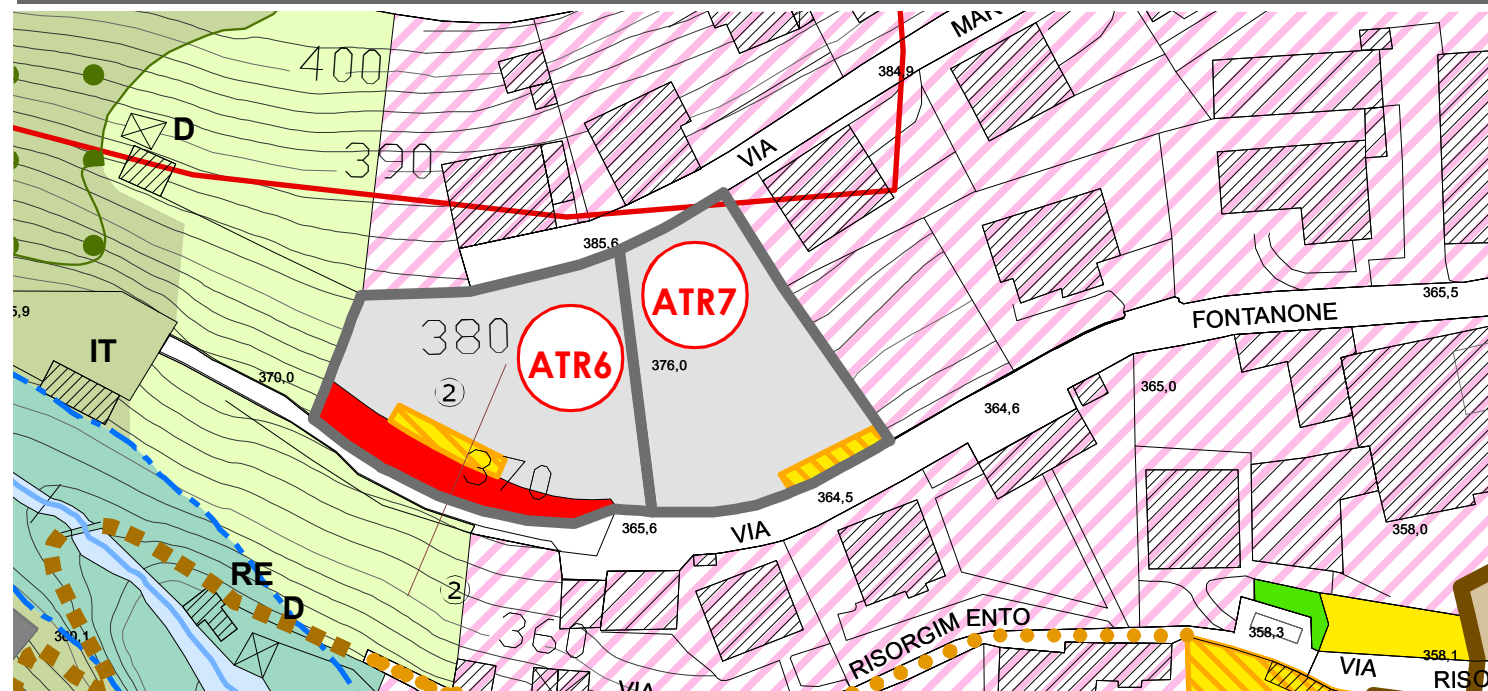 MAR
400
384,9
D
VIA
390
385,6
ATR7
365,5
5,9
FONTANONE
380
IT
ATR6
376,0
370,0
2
365,0
364,6
370
364,5
365,6
VIA
358,0
RE
2
D
360
RISORGIM ENTO
358,3
358,1
VIA
RISO
VIA